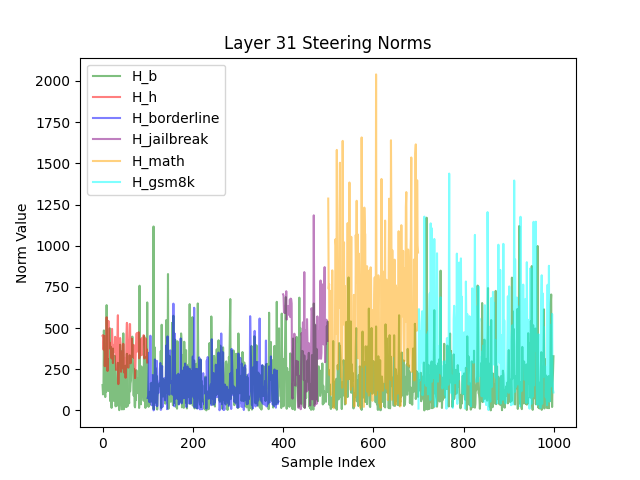 Layer 31 Steering Norms
H_b
H_h
H_borderline
H_jailbreak
H_math
H_gsm8k
Norm Value
2000
1750
1500
1250
1000
750
500
250
0
0 200 400 600 800 1000
Sample Index